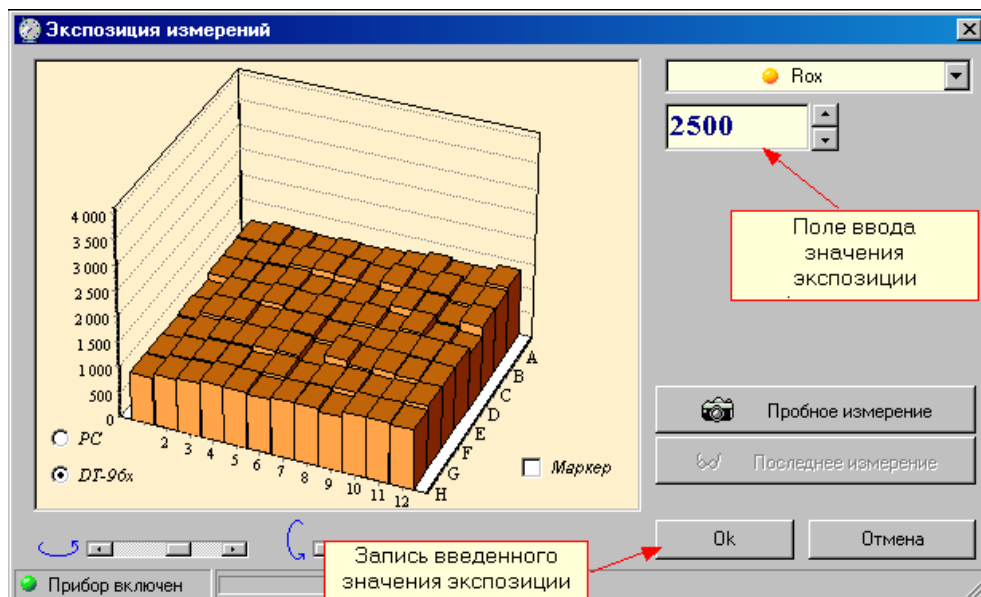 Экспозиция измерений
Rox
2500
Поле ввода
значения
экспозиции
4 000
3 500
3 000
2 500
2 000
1 500
1 000
500
0
A
B
C
D
E
F
G
H
2 3 4 5 6 7 8 9 10 11 12
PC
DT-96x
Маркер
Пробное измерение
Последнее измерение
Ok
Отмена
Запись введенного
значения экспозиции
Прибор включен